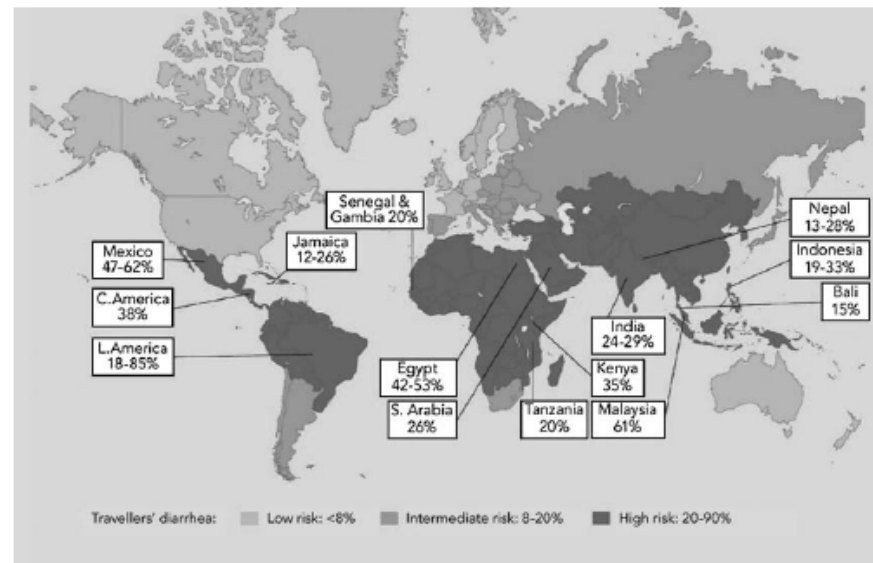 Senegal &
Gambia 20%
Nepal
13-28%
Mexico
47-62%
Jamaica
12-26%
Indonesia
19-33%
C.America
38%
Bali
15%
L.America
18-85%
India
24-29%
Egypt
42-53%
Kenya
35%
S. Arabia
26%
Tanzania
20%
Malaysia
61%
Travellers' diarrhea: Low risk: <8% Intermediate risk: 8-20% High risk: 20-90%